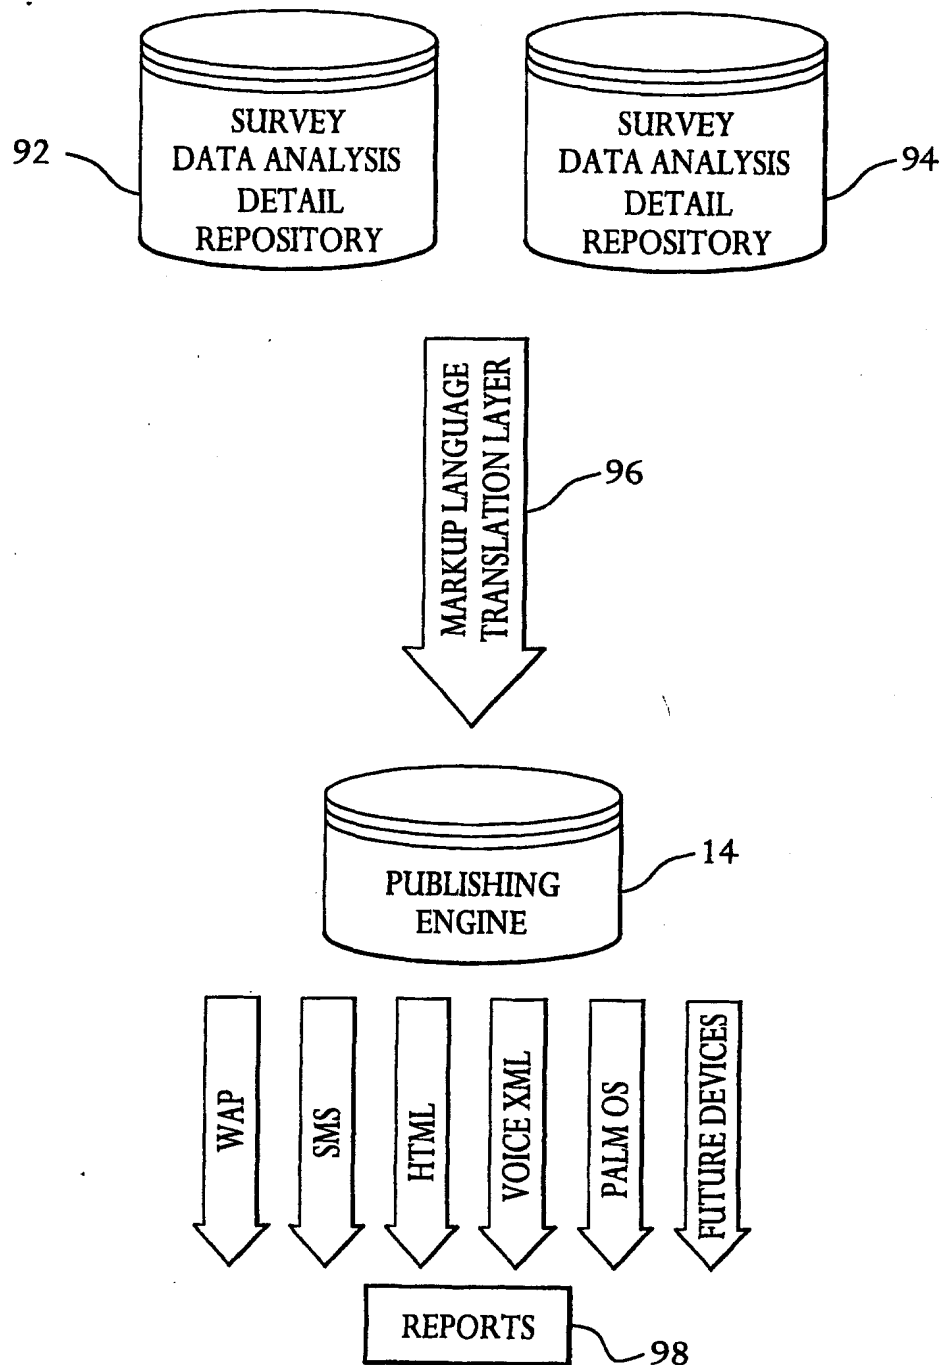 SURVEY
DATA ANALYSIS
DETAIL
REPOSITORY
92
SURVEY
DATA ANALYSIS
DETAIL
REPOSITORY
94
MARKUP LANGUAGE
TRANSLATION LAYER
96
PUBLISHING
ENGINE
14
WAP
SMS
HTML
VOICE XML
PALM OS
FUTURE DEVICES
REPORTS
98